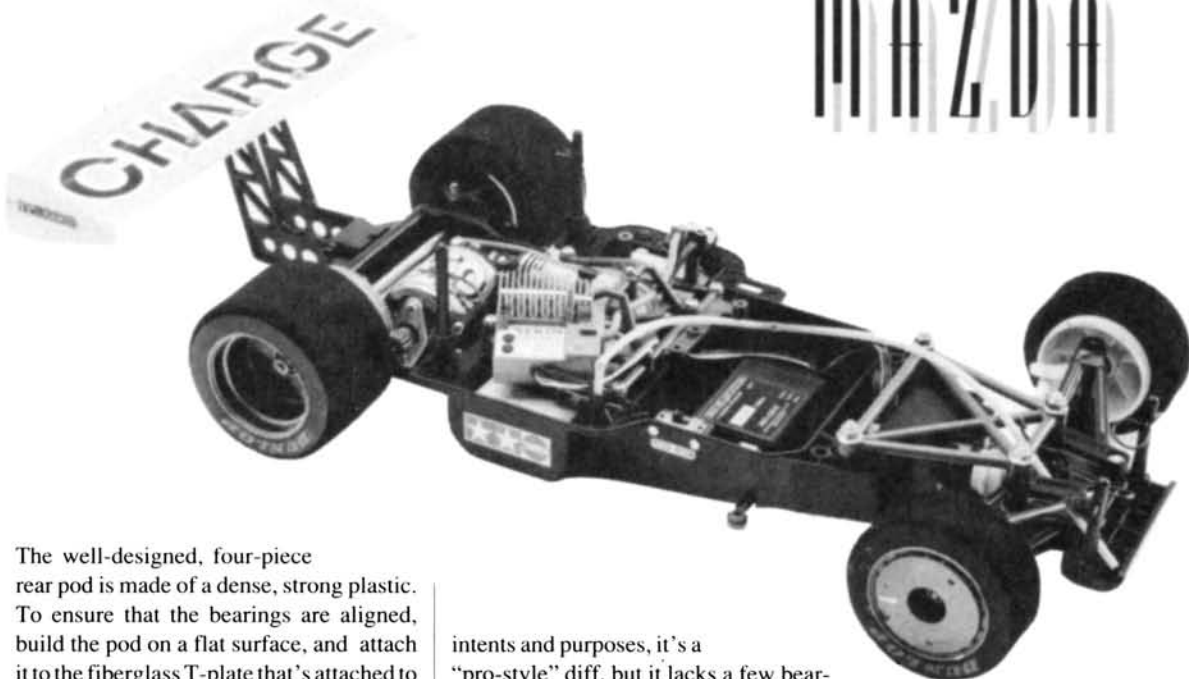 MAZDA
CHARGE
The well-designed, four-piece
rear pod is made of a dense, strong plastic.
To ensure that the bearings are aligned,
build the pod on a flat surface, and attach
it to the fiberglass T-plate that's attached to
intents and purposes, it's a
"pro-style" diff, but it lacks a few bear-